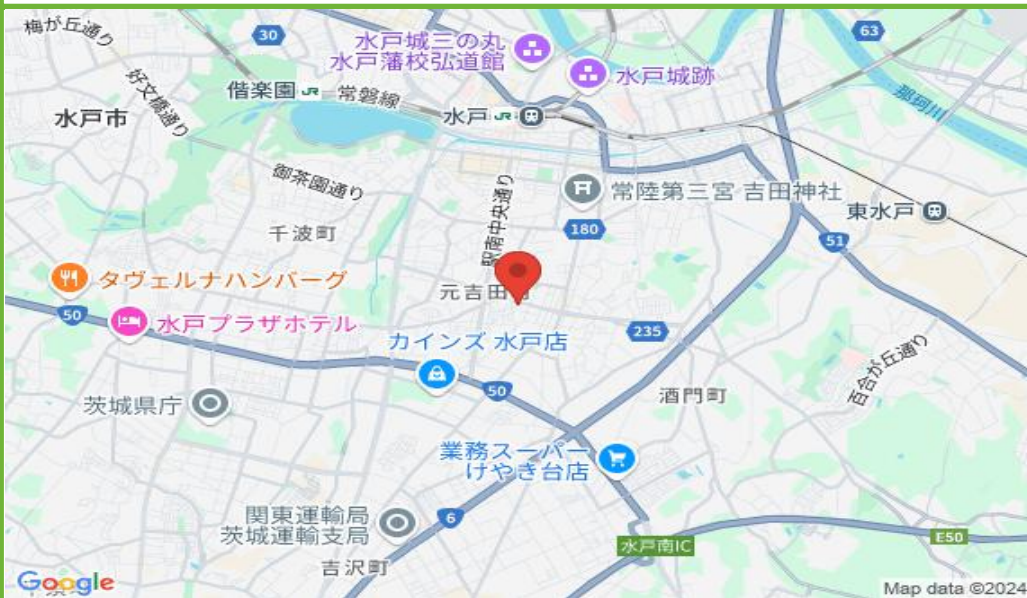 梅が丘通り
30
63
水戸城三の丸
水戸藩校弘道館
水戸城跡
好文橋通り
偕楽園
JR
常磐線
水戸
JR
水戸市
那珂川
御茶園通り
常陸第三宮 吉田神社
東水戸
駅南中央通り
180
千波町
51
タヴェルナハンバーグ
元吉田
50
水戸プラザホテル
235
カインズ 水戸店
50
百合が丘通り
茨城県庁
酒門町
業務スーパー
けやき台店
関東運輸局
茨城運輸支局
6
水戸南IC
E50
吉沢町
Google
Map data ©2024